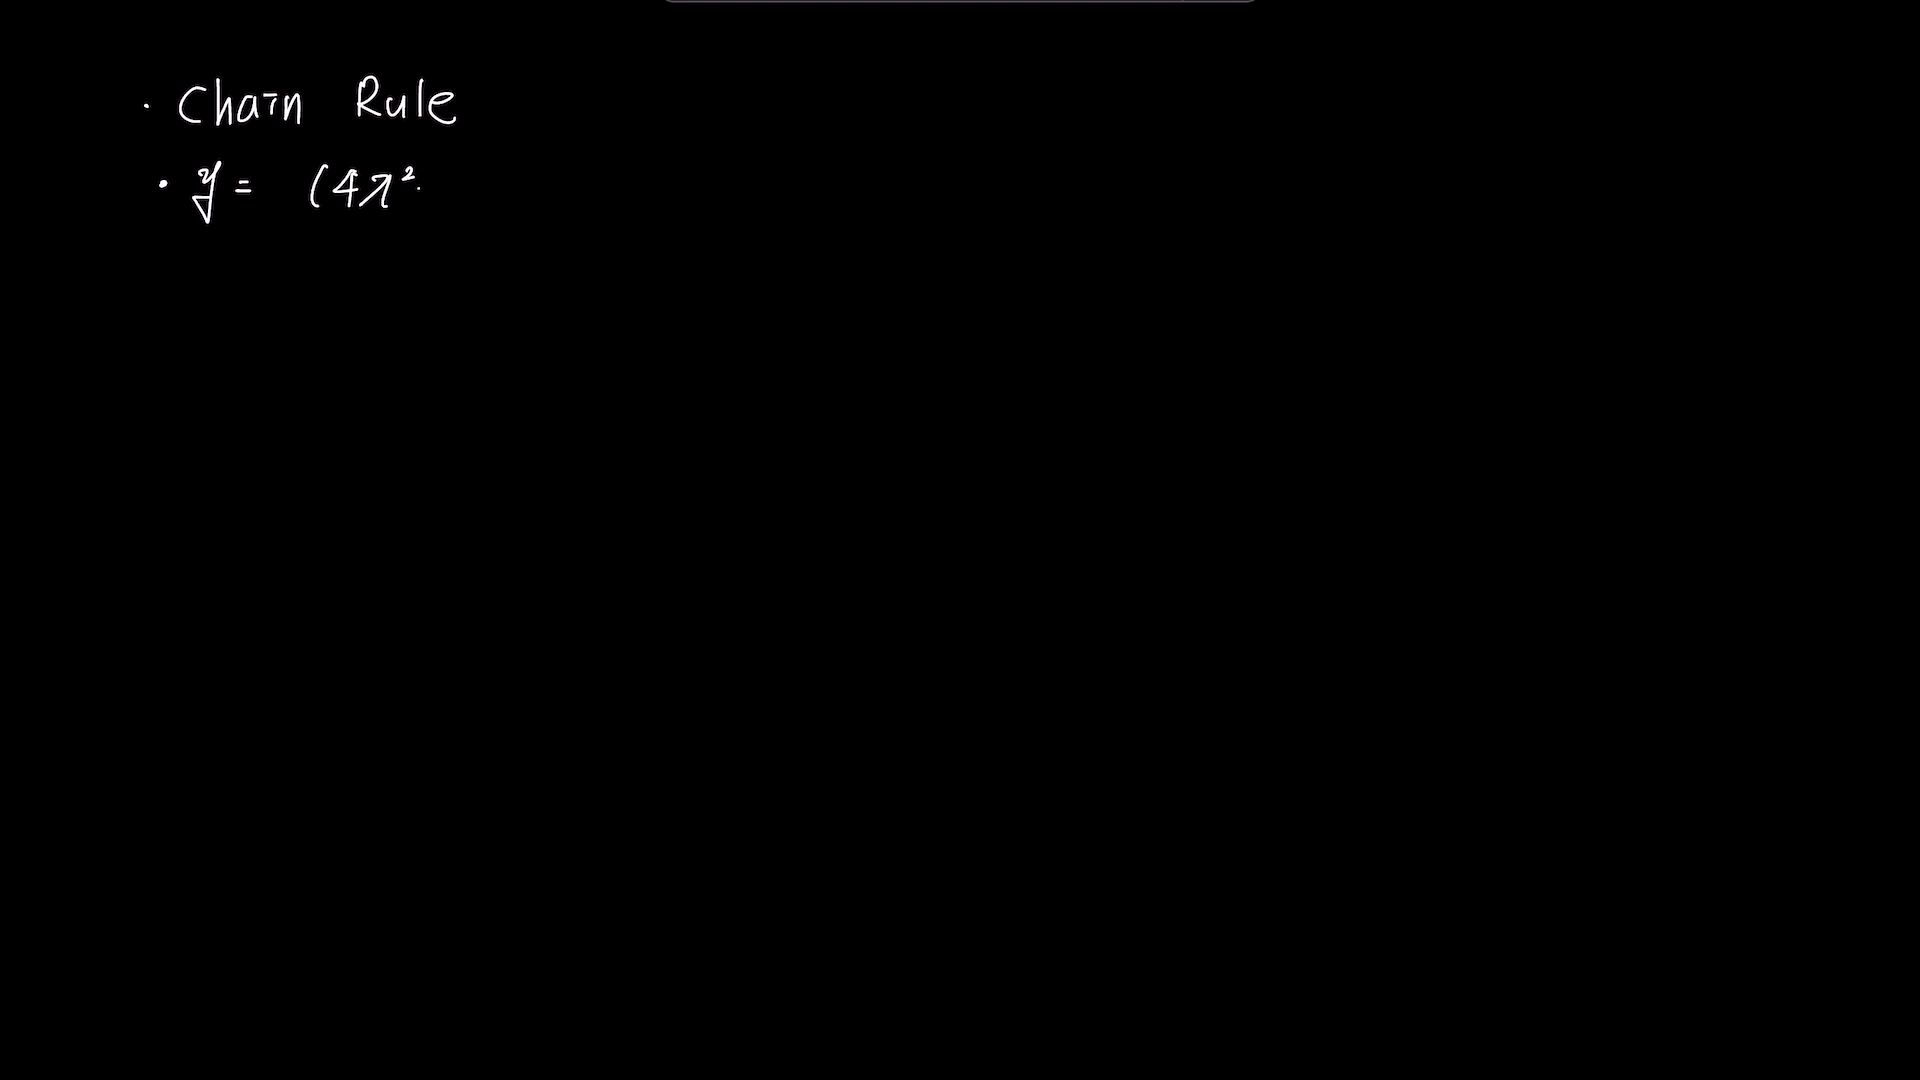 · Chain Rule
· y = (4x²